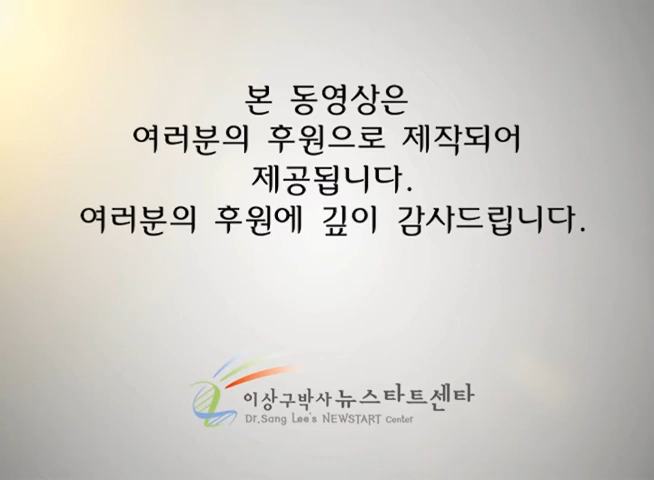 본 동영상은
여러분의 후원으로 제작되어
제공됩니다.
여러분의 후원에 깊이 감사드립니다.
이상구박사뉴스타트센타
Dr.Sang Lee's NEWSTART Center